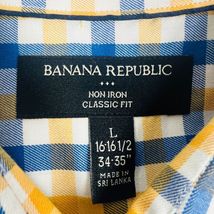 BANANA REPUBLIC
NON IRON
CLASSIC FIT
L
16·16 1/2
34·35"
MADE IN
SRI LANKA